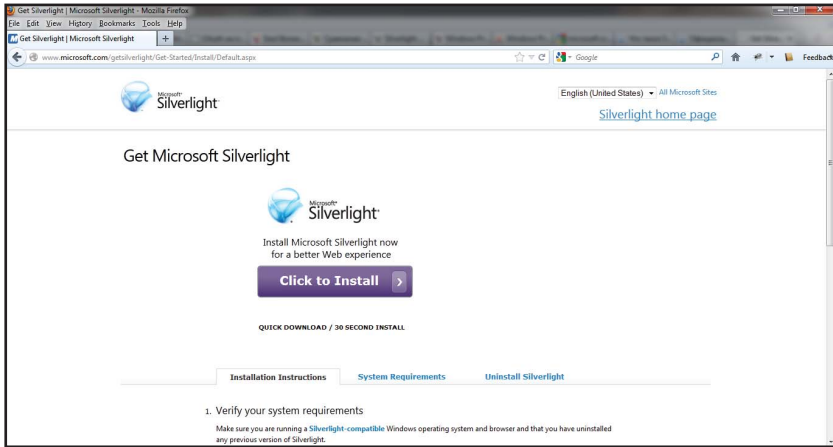 Get Silverlight | Microsoft Silverlight - Mozilla Firefox
File Edit View History Bookmarks Tools Help
Get Silverlight | Microsoft Silverlight
www.microsoft.com/getsilverlight/Get-Started/Install/Default.aspx
Google
Feedback
Microsoft®
Silverlight™
English (United States)
All Microsoft Sites
Silverlight home page
Get Microsoft Silverlight
Microsoft®
Silverlight™
Install Microsoft Silverlight now
for a better Web experience
Click to Install
QUICK DOWNLOAD / 30 SECOND INSTALL
Installation Instructions System Requirements Uninstall Silverlight
1. Verify your system requirements
Make sure you are running a Silverlight-compatible Windows operating system and browser and that you have uninstalled
any previous version of Silverlight.